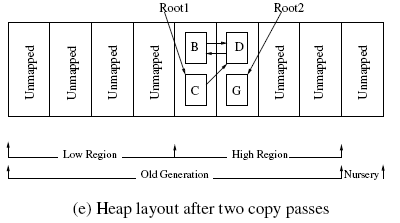 Root1 Root2
Unmapped Unmapped Unmapped Unmapped B D Unmapped Unmapped Unmapped
C G
Low Region High Region
Old Generation Nursery
(e) Heap layout after two copy passes